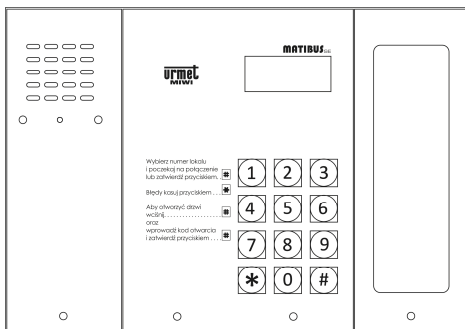 MATIBUS SE
urmet
MIWI
Wybierz numer lokalu
i poczekaj na połączenie
lub zatwierdź przyciskiem. #
Błędy kasuj przyciskiem . . . *
Aby otworzyć drzwi
wciśnij. . . . . . . . . . . . . . . . #
oraz
wprowadź kod otwarcia
i zatwierdź przyciskiem . . . . #
1 2 3
4 5 6
7 8 9
* 0 #